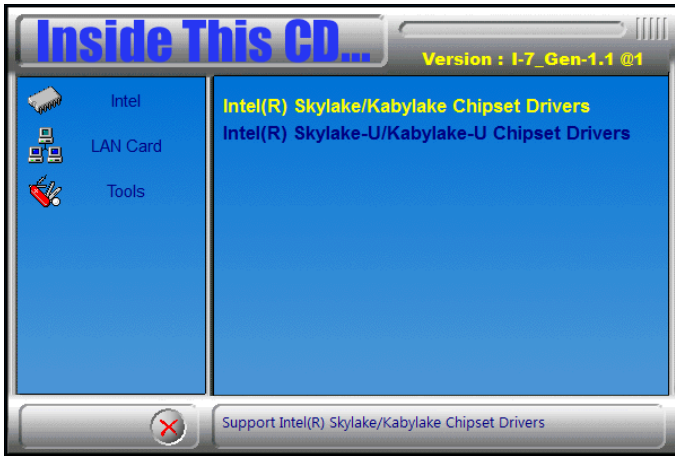 Inside This CD...
Version : I-7_Gen-1.1 @1
Intel
LAN Card
Tools
Intel(R) Skylake/Kabylake Chipset Drivers
Intel(R) Skylake-U/Kabylake-U Chipset Drivers
Support Intel(R) Skylake/Kabylake Chipset Drivers